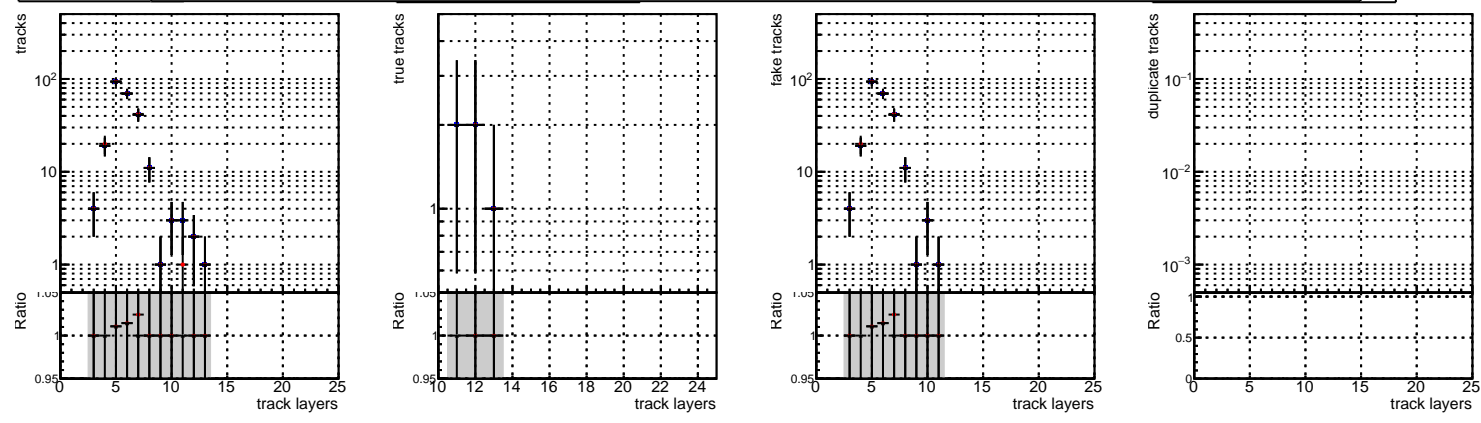 tracks
10²
10
1
1.05
Ratio
1
0.95
0 5 10 15 20 25
track layers
true tracks
1
1.05
Ratio
1
0.95
10 12 14 16 18 20 22 24
track layers
fake tracks
10²
10
1
1.05
Ratio
1
0.95
0 5 10 15 20 25
track layers
duplicate tracks
10⁻¹
10⁻²
10⁻³
Ratio
1
0.5
0
0 5 10 15 20 25
track layers